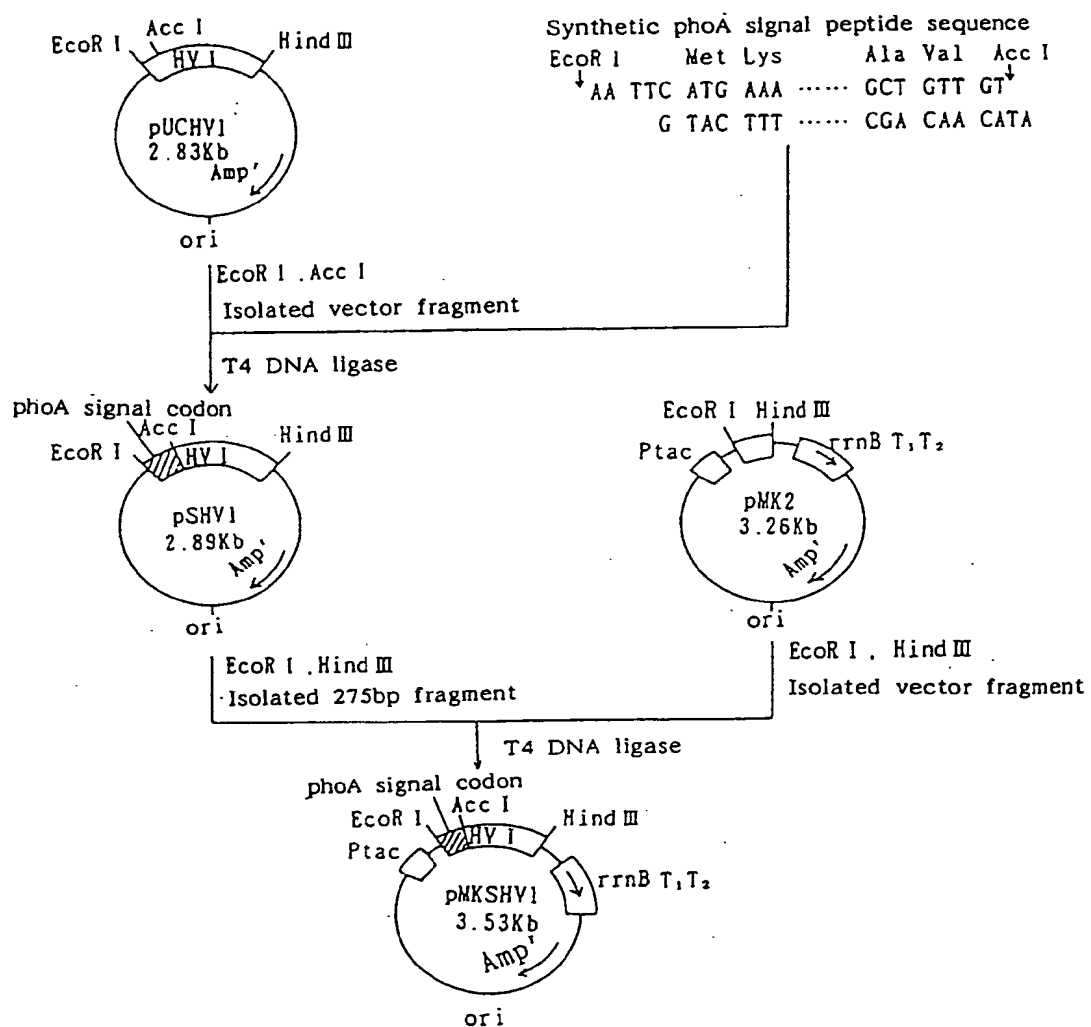 Acc I
EcoR I
HV I
Hind Ⅲ
pUCHV1
2.83Kb
Amp'
ori
Synthetic phoA signal peptide sequence
EcoR I Met Lys Ala Val Acc I
AA TTC ATG AAA ...... GCT GTT GT
G TAC TTT ...... CGA CAA CATA
EcoR I . Acc I
Isolated vector fragment
T4 DNA ligase
phoA signal codon
Acc I
EcoR I
HV I
Hind Ⅲ
pSHV1
2.89Kb
Amp'
ori
EcoR I Hind Ⅲ
Ptac
rrnB T₁T₂
pMK2
3.26Kb
Amp'
ori
EcoR I .Hind Ⅲ
Isolated 275bp fragment
EcoR I . Hind Ⅲ
Isolated vector fragment
T4 DNA ligase
phoA signal codon
Acc I
EcoR I
HV I
Hind Ⅲ
Ptac
rrnB T₁T₂
pMKSHV1
3.53Kb
Amp'
ori